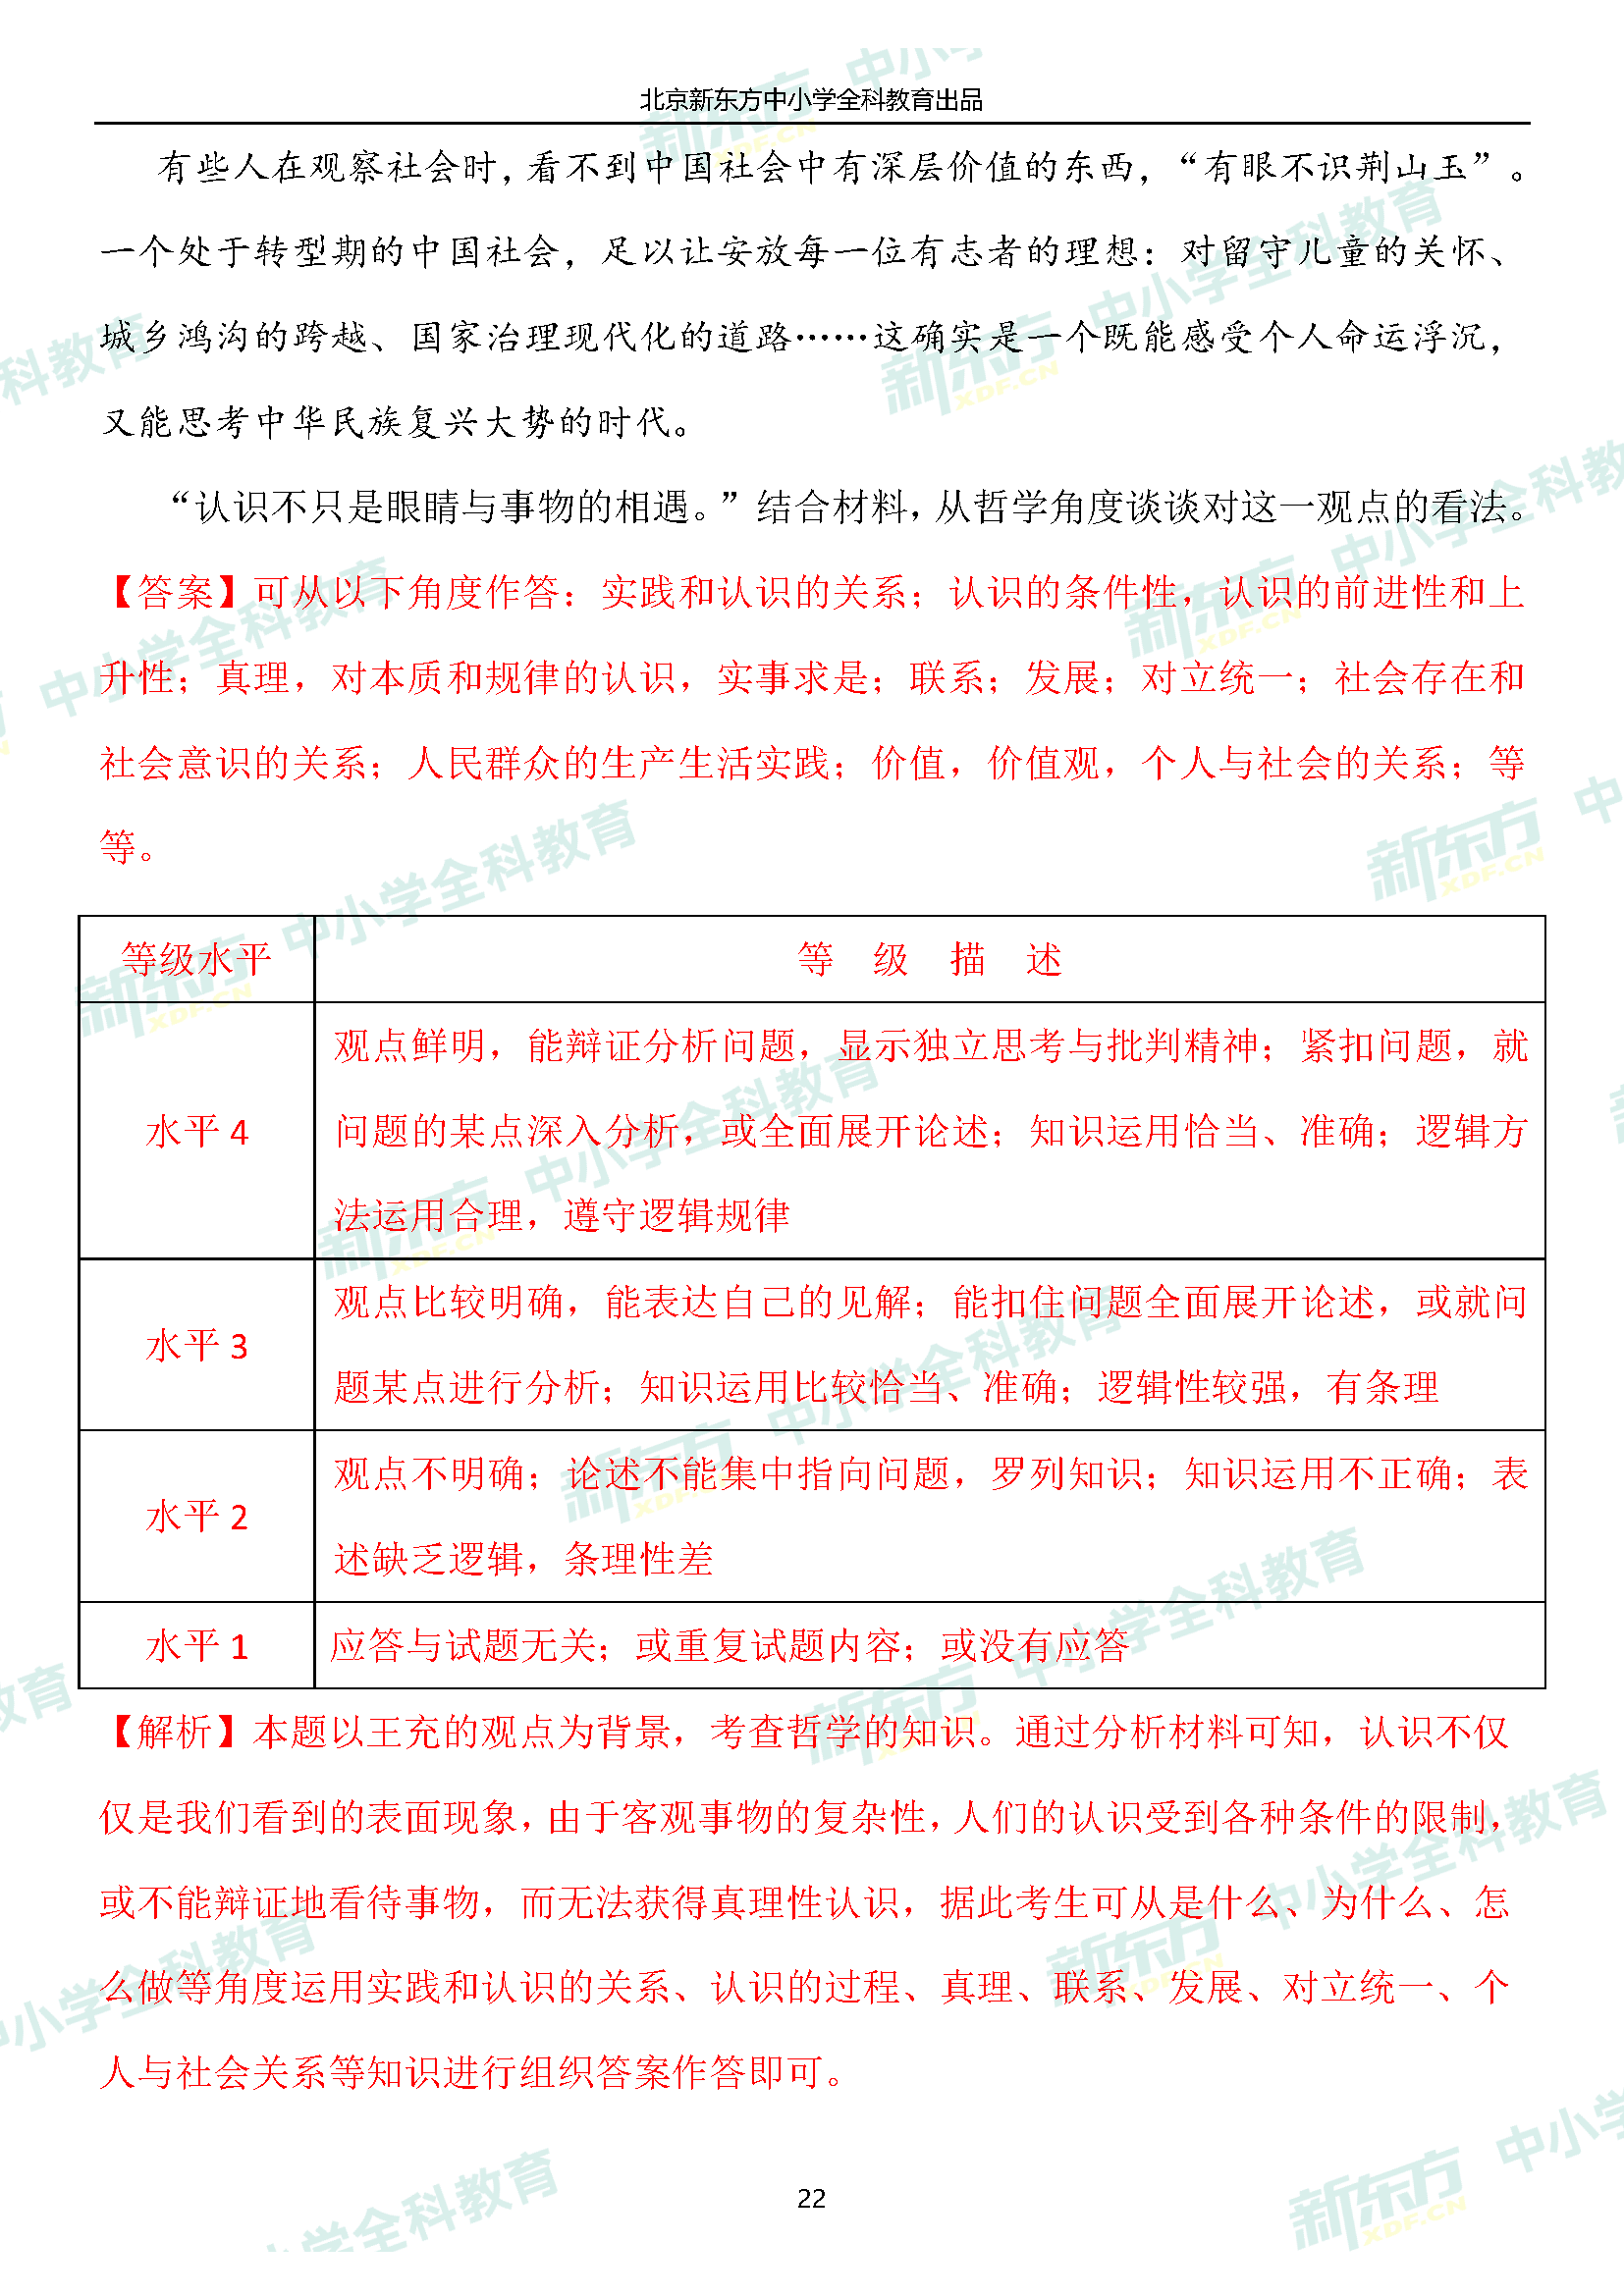 北京新东方中小学全科教育出品
有些人在观察社会时，看不到中国社会中有深层价值的东西，“有眼不识荆山玉”。
一个处于转型期的中国社会，足以让安放每一位有志者的理想：对留守儿童的关怀、
城乡鸿沟的跨越、国家治理现代化的道路……这确实是一个既能感受个人命运浮沉，
又能思考中华民族复兴大势的时代。
“认识不只是眼睛与事物的相遇。”结合材料，从哲学角度谈谈对这一观点的看法。
【答案】可从以下角度作答：实践和认识的关系；认识的条件性，认识的前进性和上
升性；真理，对本质和规律的认识，实事求是；联系；发展；对立统一；社会存在和
社会意识的关系；人民群众的生产生活实践；价值，价值观，个人与社会的关系；等
等。
等级水平 等 级 描 述
水平 4
观点鲜明，能辩证分析问题，显示独立思考与批判精神；紧扣问题，就
问题的某点深入分析，或全面展开论述；知识运用恰当、准确；逻辑方
法运用合理，遵守逻辑规律
水平 3
观点比较明确，能表达自己的见解；能扣住问题全面展开论述，或就问
题某点进行分析；知识运用比较恰当、准确；逻辑性较强，有条理
水平 2
观点不明确；论述不能集中指向问题，罗列知识；知识运用不正确；表
述缺乏逻辑，条理性差
水平 1 应答与试题无关；或重复试题内容；或没有应答
【解析】本题以王充的观点为背景，考查哲学的知识。通过分析材料可知，认识不仅
仅是我们看到的表面现象，由于客观事物的复杂性，人们的认识受到各种条件的限制，
或不能辩证地看待事物，而无法获得真理性认识，据此考生可从是什么、为什么、怎
么做等角度运用实践和认识的关系、认识的过程、真理、联系、发展、对立统一、个
人与社会关系等知识进行组织答案作答即可。
22